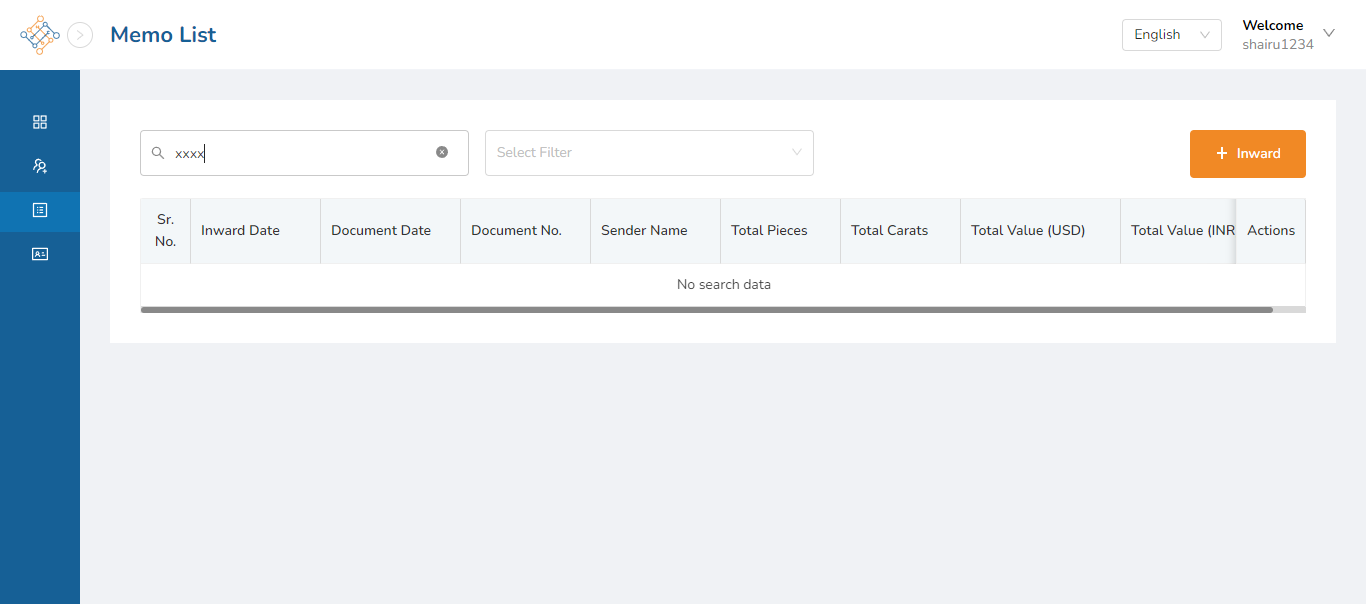 Memo List
English
Welcome
shairu1234
xxxx
Select Filter
+ Inward
Sr. No.
Inward Date
Document Date
Document No.
Sender Name
Total Pieces
Total Carats
Total Value (USD)
Total Value (INR
Actions
No search data